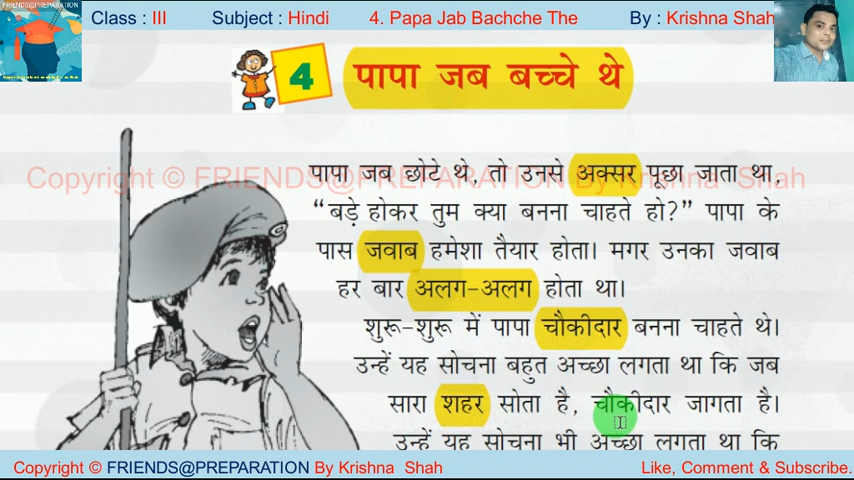 FRIENDS@PREPARATION
Class : III Subject : Hindi 4. Papa Jab Bachche The By : Krishna Shah
4 पापा जब बच्चे थे
पापा जब छोटे थे, तो उनसे अक्सर पूछा जाता था,
Copyright © FRIENDS@PREPARATION By Krishna Shah
“बड़े होकर तुम क्या बनना चाहते हो?” पापा के
पास जवाब हमेशा तैयार होता। मगर उनका जवाब
हर बार अलग-अलग होता था।
शुरू-शुरू में पापा चौकीदार बनना चाहते थे।
उन्हें यह सोचना बहुत अच्छा लगता था कि जब
सारा शहर सोता है, चौकीदार जागता है।
उन्हें यह सोचना भी अच्छा लगता था कि
Copyright © FRIENDS@PREPARATION By Krishna Shah Like, Comment & Subscribe.